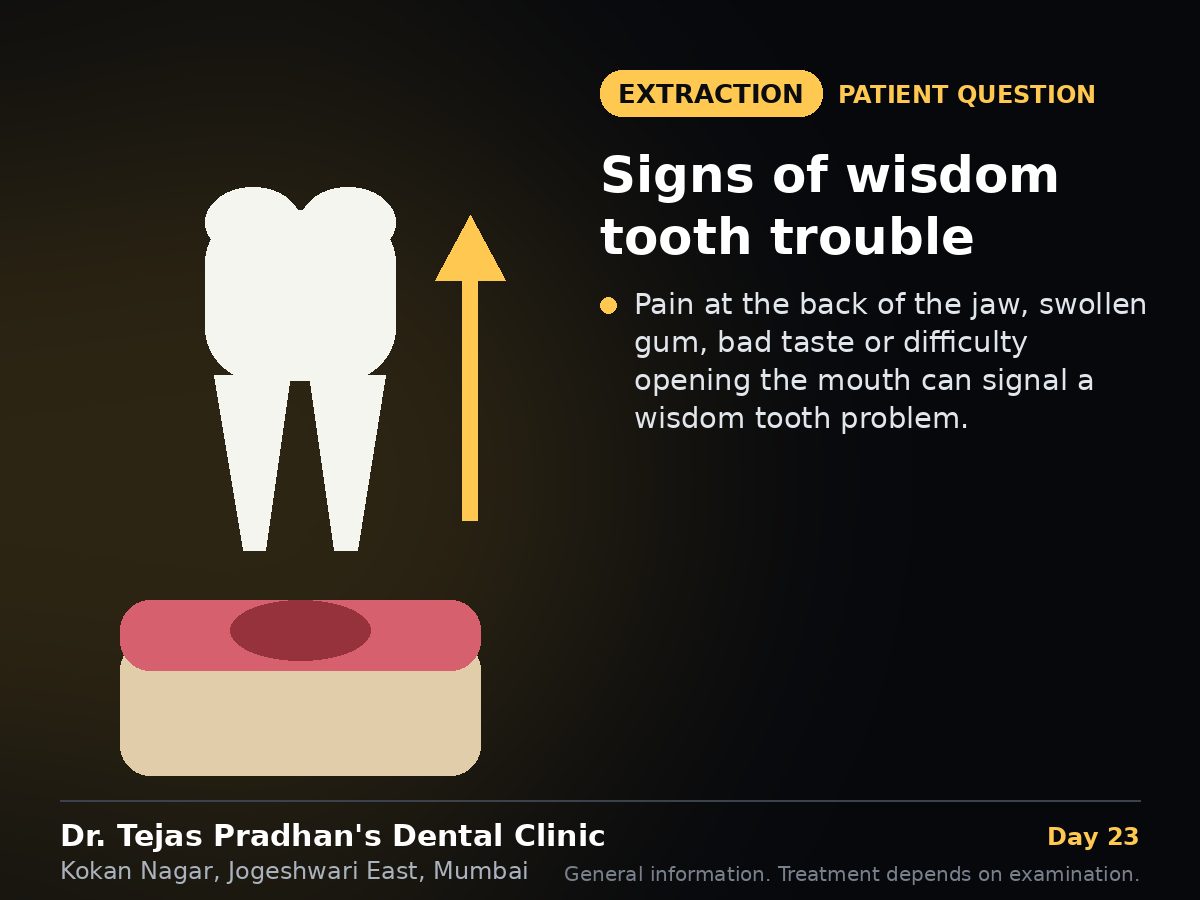 EXTRACTION PATIENT QUESTION
Signs of wisdom
tooth trouble
Pain at the back of the jaw, swollen
gum, bad taste or difficulty
opening the mouth can signal a
wisdom tooth problem.
Dr. Tejas Pradhan's Dental Clinic
Day 23
Kokan Nagar, Jogeshwari East, Mumbai
General information. Treatment depends on examination.